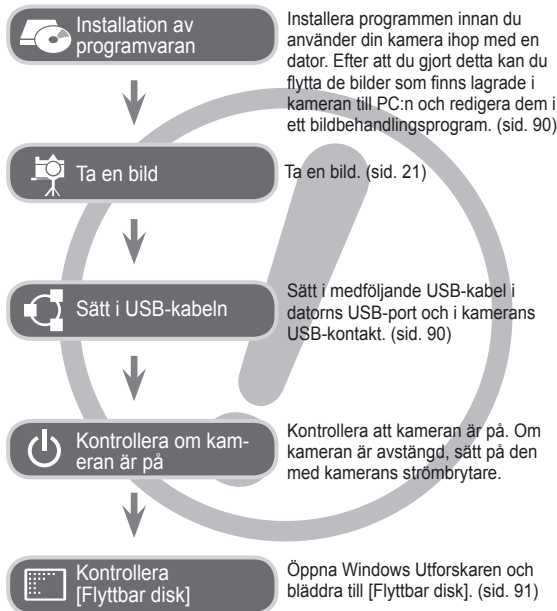 Installation av
programvaran
Installera programmen innan du
använder din kamera ihop med en
dator. Efter att du gjort detta kan du
flytta de bilder som finns lagrade i
kameran till PC:n och redigera dem i
ett bildbehandlingsprogram. (sid. 90)
Ta en bild
Ta en bild. (sid. 21)
Sätt i USB-kabeln
Sätt i medföljande USB-kabel i
datorns USB-port och i kamerans
USB-kontakt. (sid. 90)
Kontrollera om kam-
eran är på
Kontrollera att kameran är på. Om
kameran är avstängd, sätt på den
med kamerans strömbrytare.
Kontrollera
[Flyttbar disk]
Öppna Windows Utforskaren och
bläddra till [Flyttbar disk]. (sid. 91)